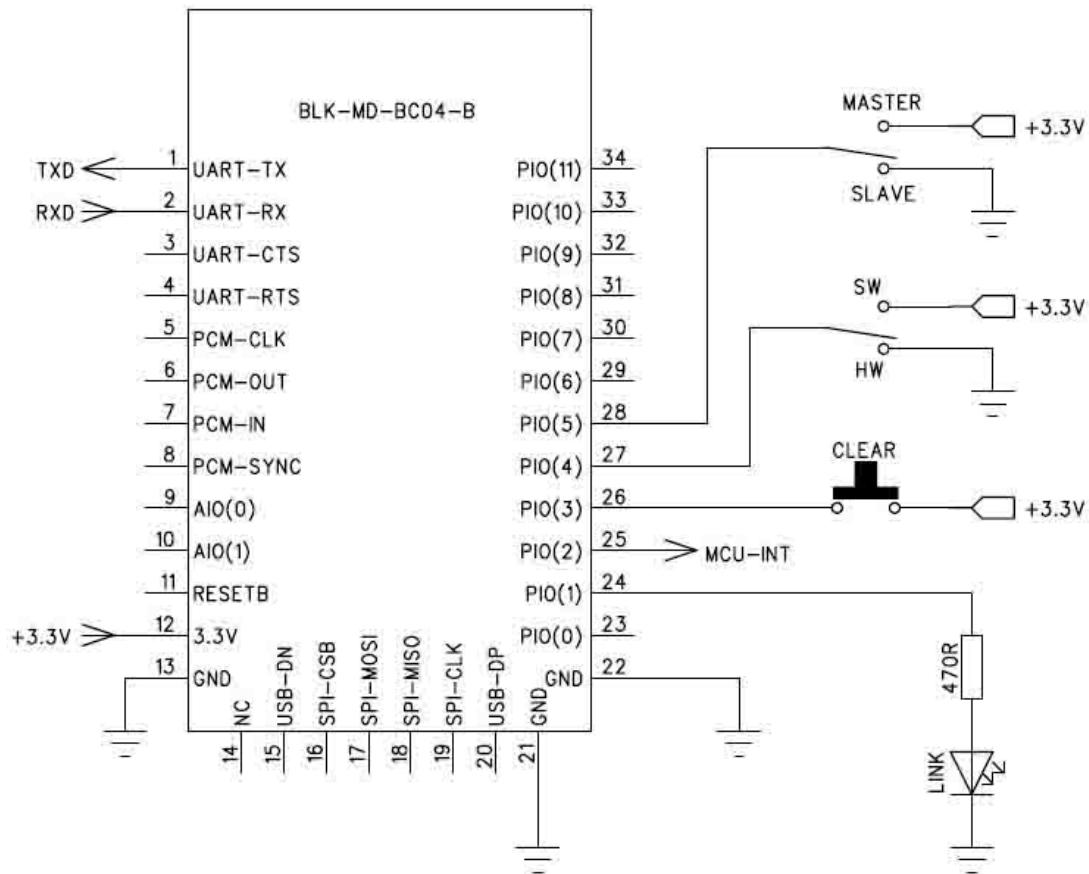 BLK-MD-BC04-B
TXD
1
UART-TX
RXD
2
UART-RX
3
UART-CTS
4
UART-RTS
5
PCM-CLK
6
PCM-OUT
7
PCM-IN
8
PCM-SYNC
9
AIO(0)
10
AIO(1)
11
RESETB
+3.3V
12
3.3V
13
GND
14
NC
15
USB-DN
16
SPI-CSB
17
SPI-MOSI
18
SPI-MISO
19
SPI-CLK
20
USB-DP
21
GND
PIO(11)
34
PIO(10)
33
PIO(9)
32
PIO(8)
31
PIO(7)
30
PIO(6)
29
PIO(5)
28
PIO(4)
27
PIO(3)
26
PIO(2)
25
MCU-INT
PIO(1)
24
PIO(0)
23
GND
22
MASTER
+3.3V
SLAVE
SW
+3.3V
HW
CLEAR
+3.3V
470R
LINK